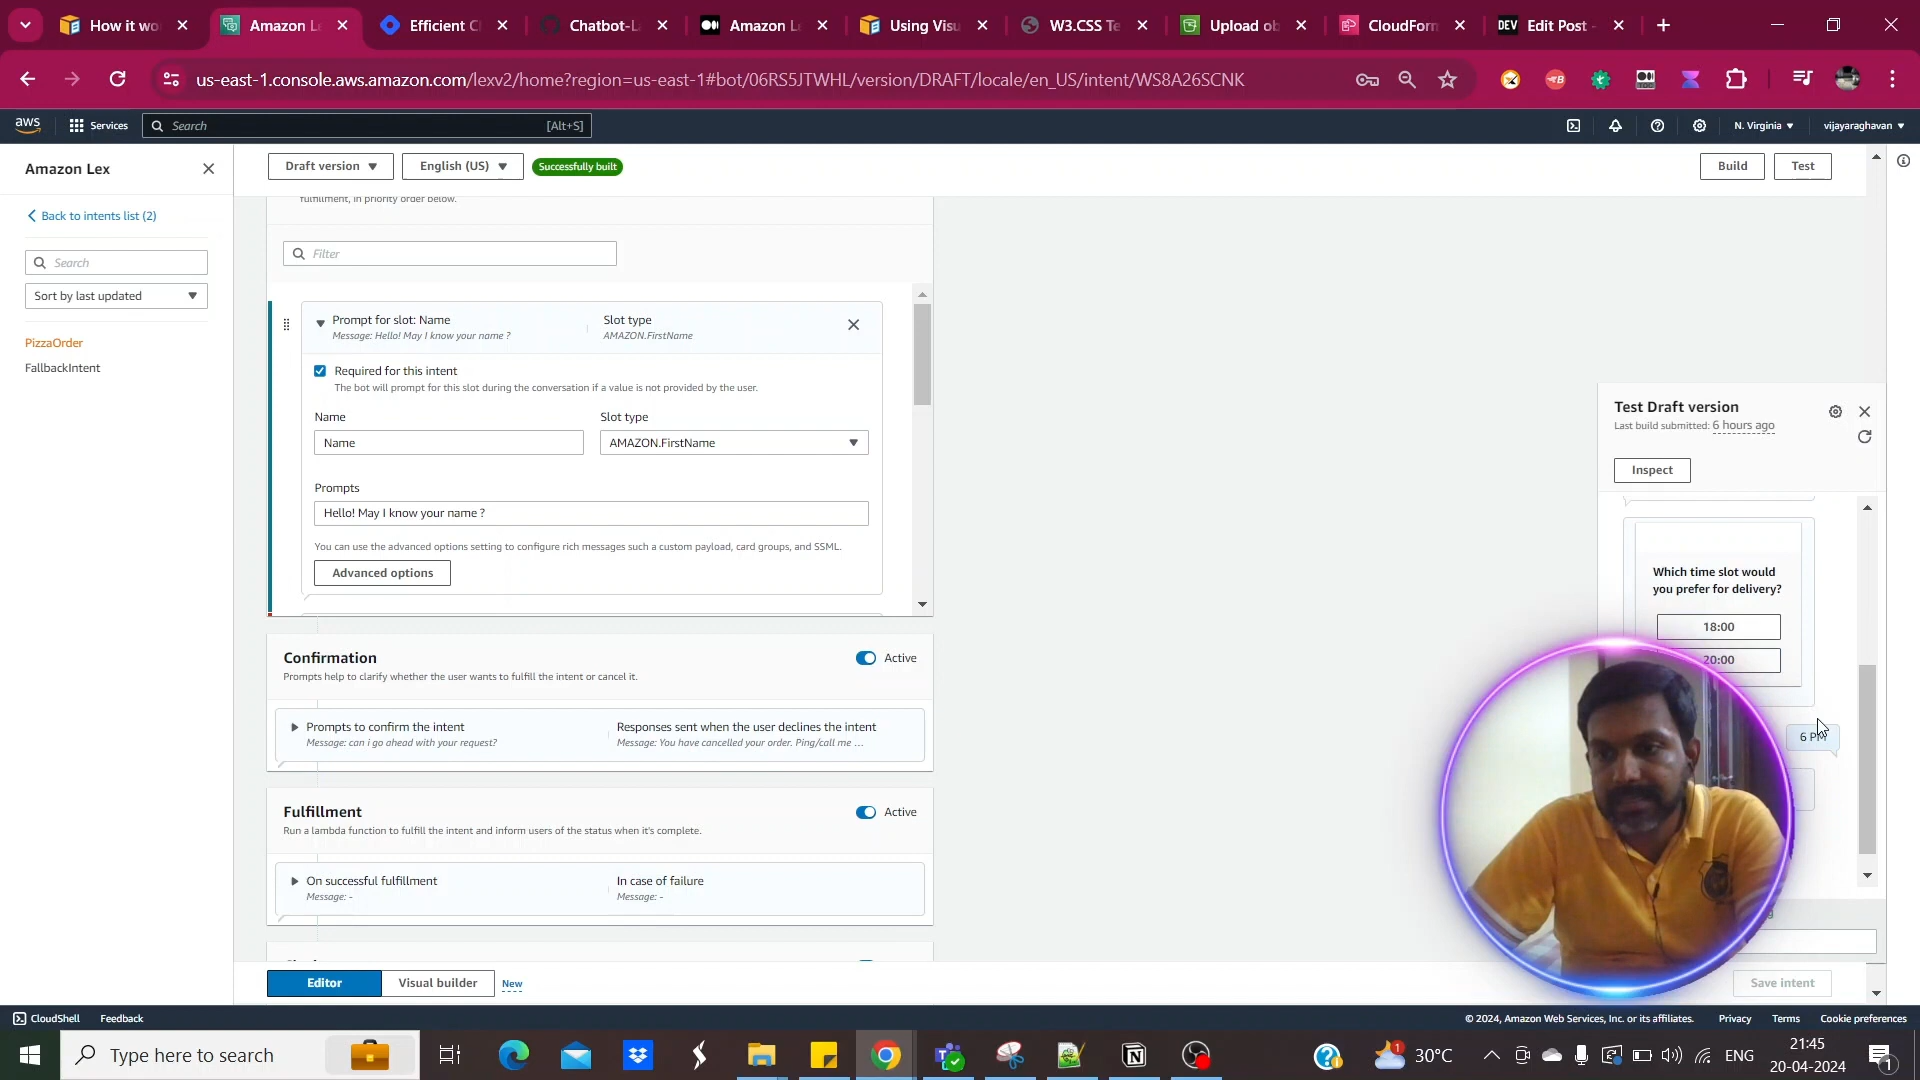 How it wo
Amazon Le
Efficient C
Chatbot-L
Amazon Le
Using Visu
W3.CSS Te
Upload ob
CloudForm
DEV Edit Post -
us-east-1.console.aws.amazon.com/lexv2/home?region=us-east-1#bot/06RS5JTWHL/version/DRAFT/locale/en_US/intent/WS8A26SCNK
aws
Services
Search
[Alt+S]
N. Virginia
vijayaraghavan
Amazon Lex
Draft version
English (US)
Successfully built
Build
Test
Back to intents list (2)
Search
Sort by last updated
PizzaOrder
FallbackIntent
fulfillment, in priority order below.
Filter
Prompt for slot: Name
Message: Hello! May I know your name ?
Slot type
AMAZON.FirstName
Required for this intent
The bot will prompt for this slot during the conversation if a value is not provided by the user.
Name
Slot type
Name
AMAZON.FirstName
Prompts
Hello! May I know your name ?
You can use the advanced options setting to configure rich messages such a custom payload, card groups, and SSML.
Advanced options
Confirmation
Active
Prompts help to clarify whether the user wants to fulfill the intent or cancel it.
Prompts to confirm the intent
Message: can i go ahead with your request?
Responses sent when the user declines the intent
Message: You have cancelled your order. Ping/call me ...
Fulfillment
Active
Run a lambda function to fulfill the intent and inform users of the status when it's complete.
On successful fulfillment
Message: -
In case of failure
Message: -
Editor
Visual builder
New
Test Draft version
Last build submitted: 6 hours ago
Inspect
Which time slot would
you prefer for delivery?
18:00
20:00
6 PM
Save intent
CloudShell
Feedback
© 2024, Amazon Web Services, Inc. or its affiliates.
Privacy
Terms
Cookie preferences
Type here to search
1
30°C
ENG
21:45
20-04-2024
1